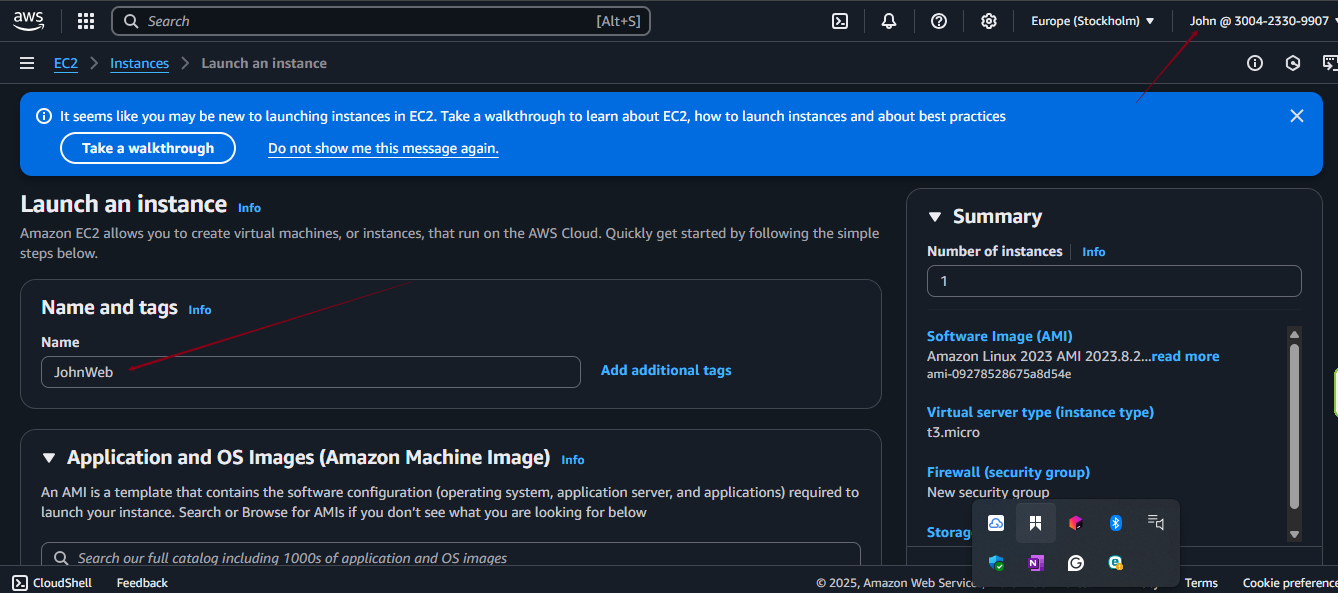 aws
Search [Alt+S]
Europe (Stockholm)
John @ 3004-2330-9907
EC2
Instances
Launch an instance
It seems like you may be new to launching instances in EC2. Take a walkthrough to learn about EC2, how to launch instances and about best practices
Take a walkthrough
Do not show me this message again.
Launch an instance Info
Amazon EC2 allows you to create virtual machines, or instances, that run on the AWS Cloud. Quickly get started by following the simple
steps below.
Name and tags Info
Name
JohnWeb
Add additional tags
Application and OS Images (Amazon Machine Image) Info
An AMI is a template that contains the software configuration (operating system, application server, and applications) required to
launch your instance. Search or Browse for AMIs if you don't see what you are looking for below
Search our full catalog including 1000s of application and OS images
Summary
Number of instances Info
1
Software Image (AMI)
Amazon Linux 2023 AMI 2023.8.2...read more
ami-09278528675a8d54e
Virtual server type (instance type)
t3.micro
Firewall (security group)
New security group
Storag
CloudShell
Feedback
© 2025, Amazon Web Servic
Terms
Cookie preference